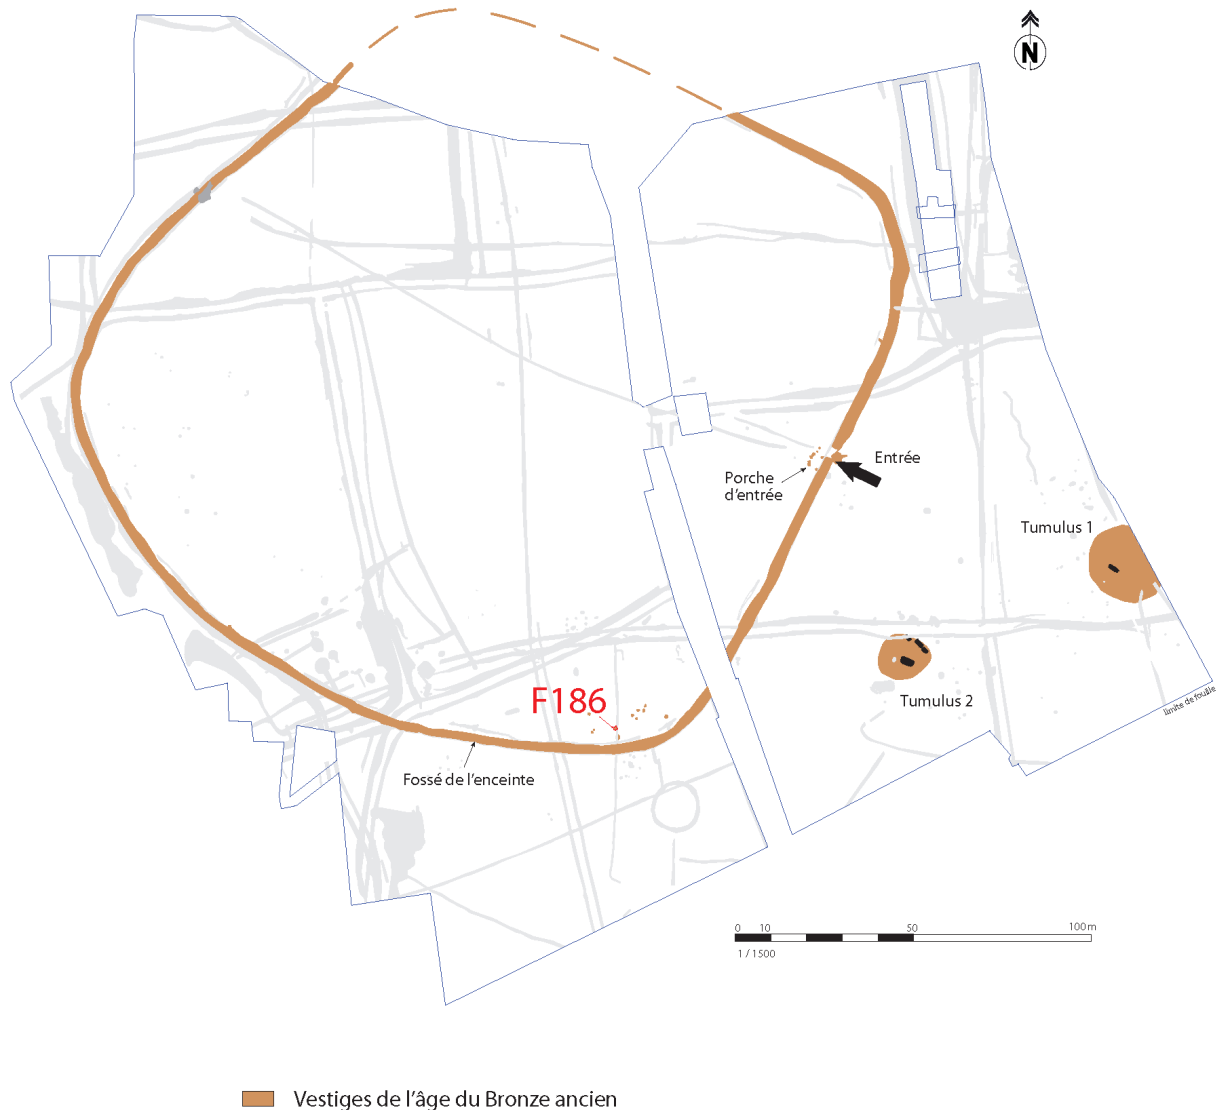 N
Entrée
Porche
d'entrée
Tumulus 1
F186
Tumulus 2
limite de fouille
Fossé de l'enceinte
0 10 50 100 m
1 / 1500
Vestiges de l'âge du Bronze ancien